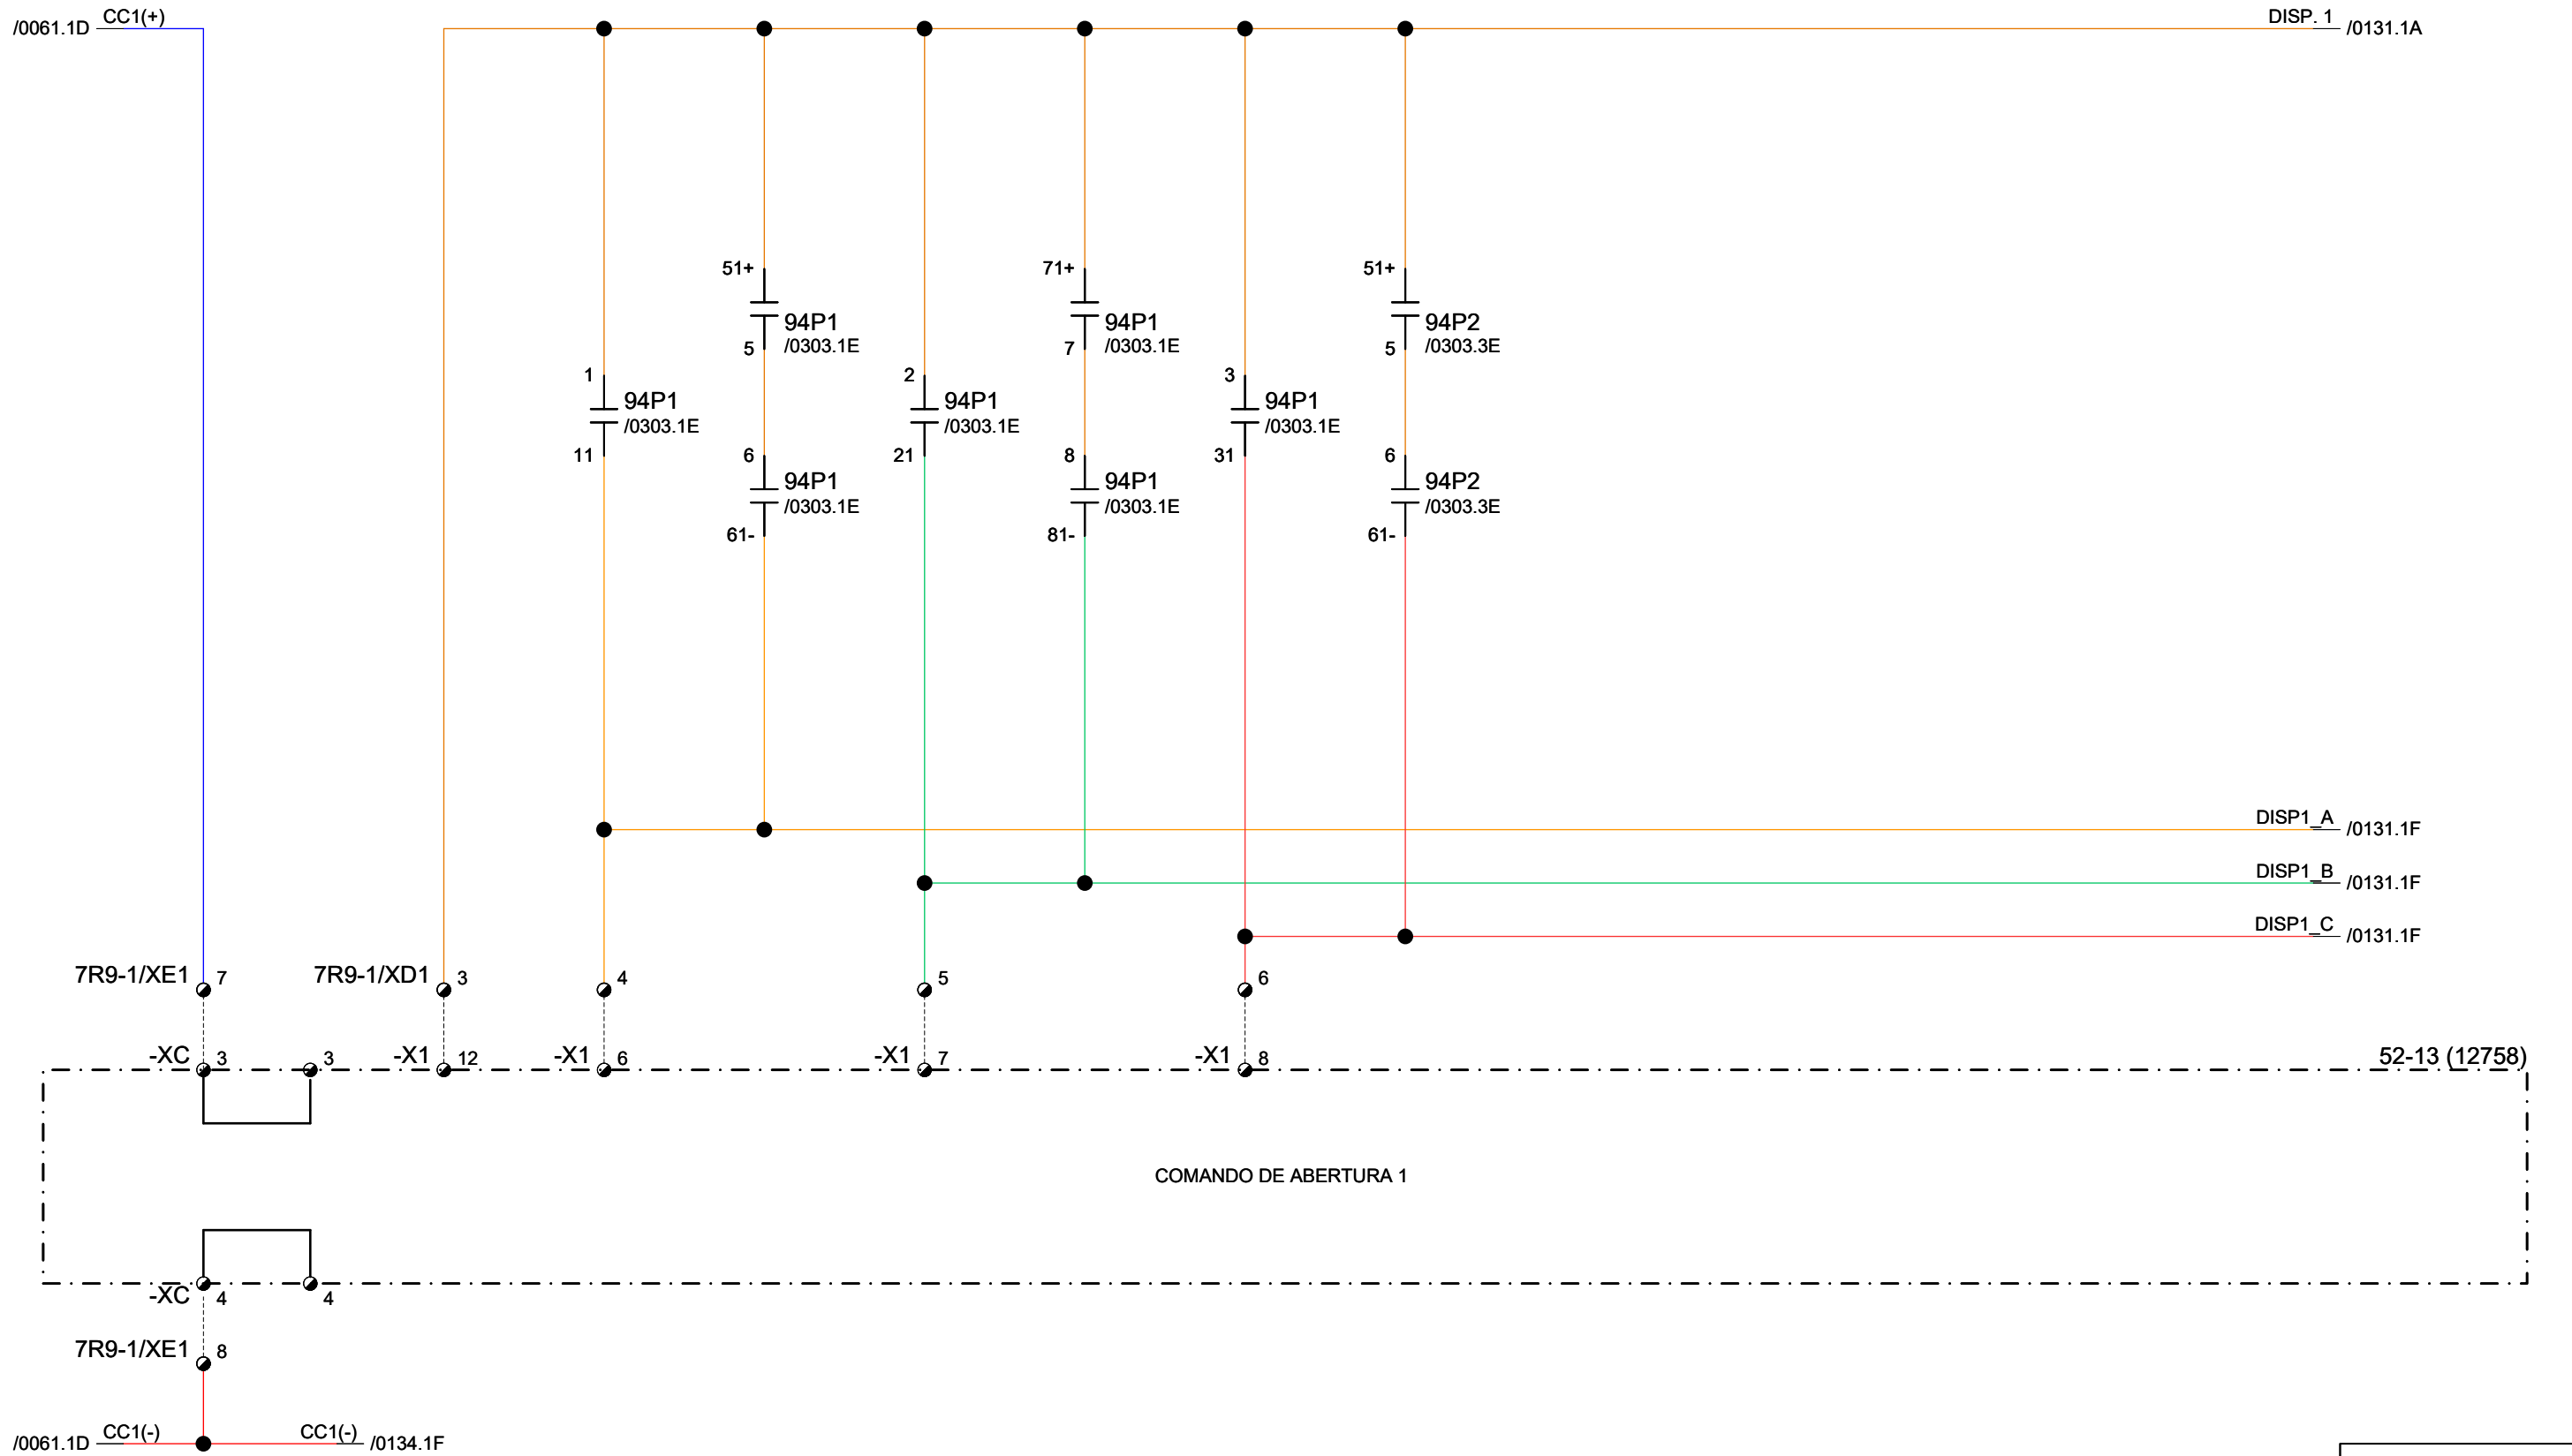 CC1(+)
/0061.1D
DISP. 1
/0131.1A
51+
71+
51+
94P1
/0303.1E
5
94P1
/0303.1E
7
94P2
/0303.3E
5
1
94P1
/0303.1E
11
2
94P1
/0303.1E
21
3
94P1
/0303.1E
31
6
94P1
/0303.1E
61-
8
94P1
/0303.1E
81-
6
94P2
/0303.3E
61-
DISP1_A
/0131.1F
DISP1_B
/0131.1F
DISP1_C
/0131.1F
7R9-1/XE1 7
7R9-1/XD1 3
4
5
6
-XC 3
3
-X1 12
-X1 6
-X1 7
-X1 8
52-13 (12758)
COMANDO DE ABERTURA 1
-XC 4
4
7R9-1/XE1 8
/0061.1D CC1(-)
CC1(-) /0134.1F